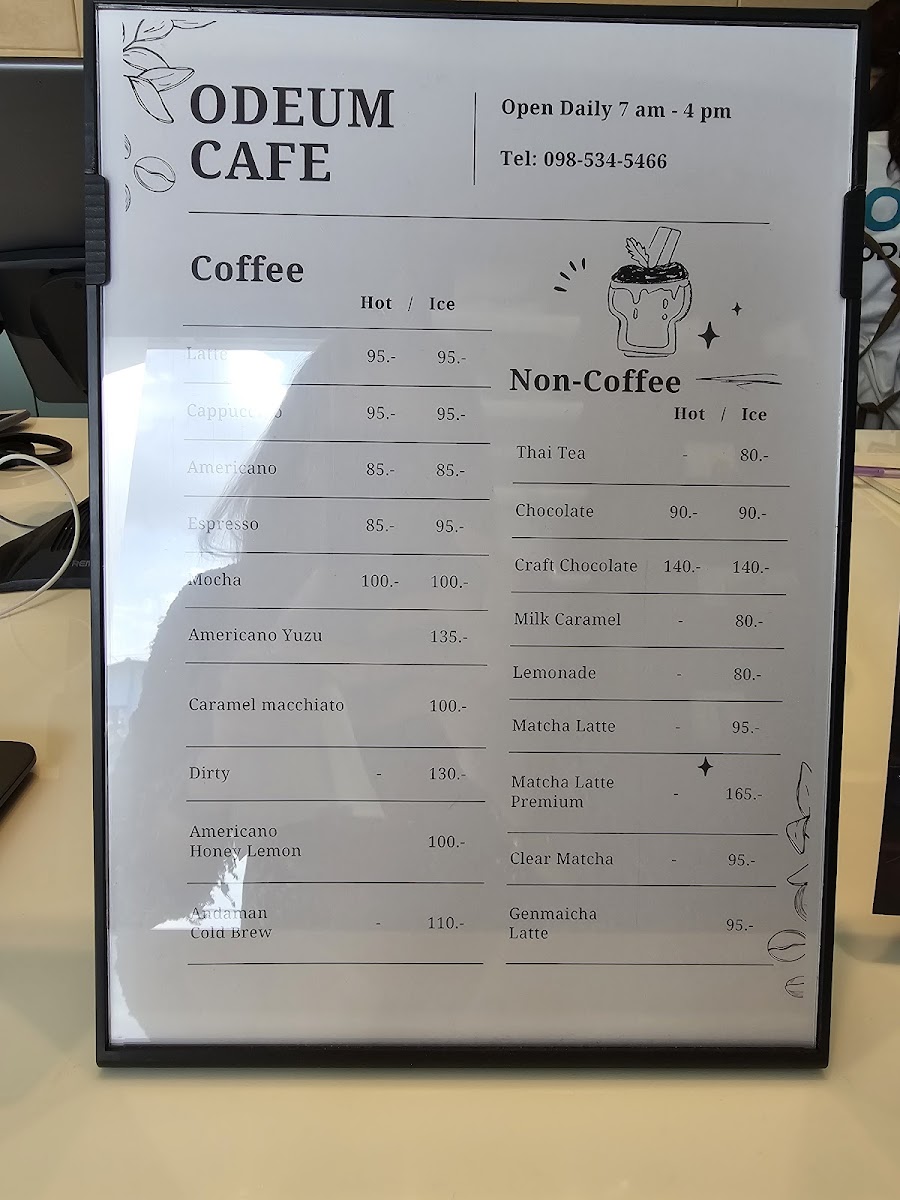 ODEUM
CAFE
Open Daily 7 am - 4 pm
Tel: 098-534-5466
Coffee
Hot / Ice
Latte 95.- 95.-
Cappuccino 95.- 95.-
Americano 85.- 85.-
Espresso 85.- 95.-
Mocha 100.- 100.-
Americano Yuzu 135.-
Caramel macchiato 100.-
Dirty - 130.-
Americano
Honey Lemon 100.-
Andaman
Cold Brew - 110.-
Non-Coffee
Hot / Ice
Thai Tea - 80.-
Chocolate 90.- 90.-
Craft Chocolate 140.- 140.-
Milk Caramel - 80.-
Lemonade - 80.-
Matcha Latte - 95.-
Matcha Latte
Premium - 165.-
Clear Matcha - 95.-
Genmaicha
Latte 95.-